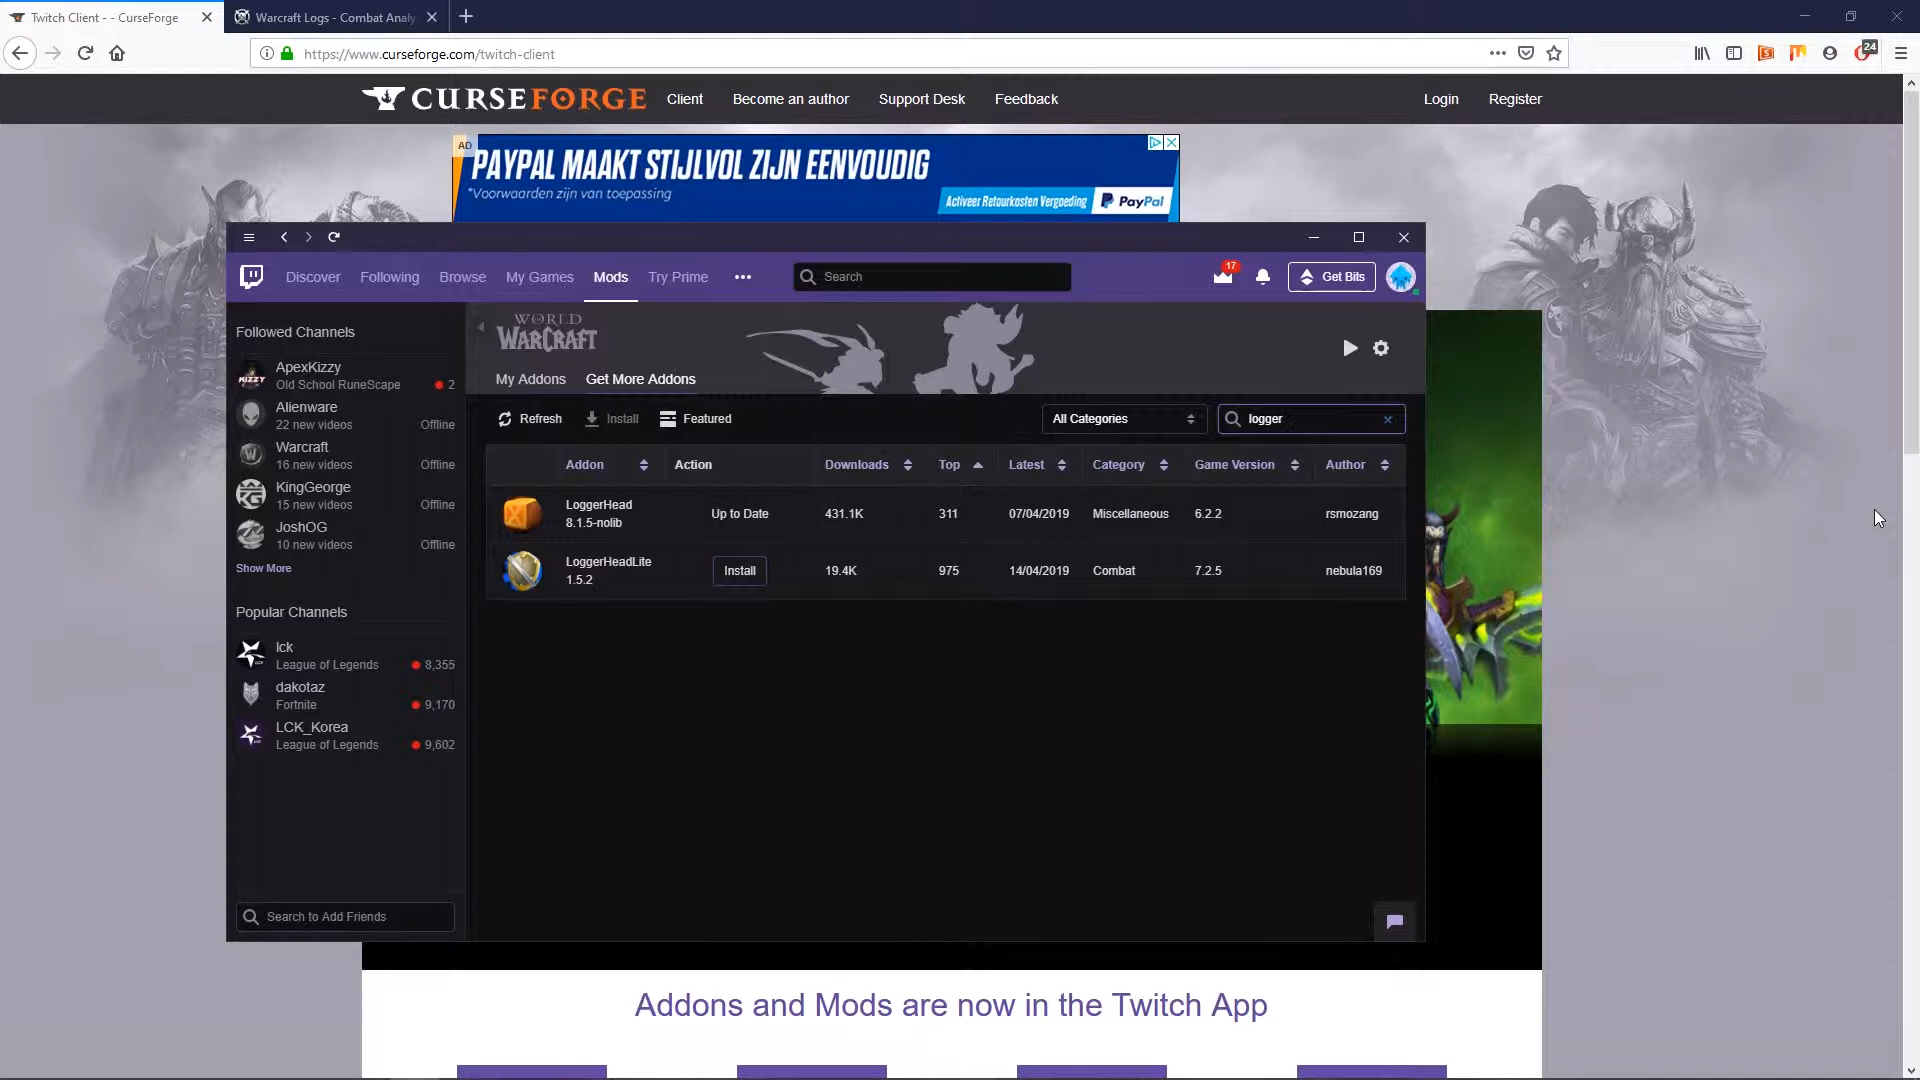 Twitch Client - - CurseForge
Warcraft Logs - Combat Analy
https://www.curseforge.com/twitch-client
24
CURSEFORGE
Client
Become an author
Support Desk
Feedback
Login
Register
AD
PAYPAL MAAKT STIJLVOL ZIJN EENVOUDIG
*Voorwaarden zijn van toepassing
Activeer Retourkosten Vergoeding
PayPal
Discover
Following
Browse
My Games
Mods
Try Prime
Search
17
Get Bits
Followed Channels
ApexKizzy
Old School RuneScape
2
Alienware
22 new videos
Offline
Warcraft
16 new videos
Offline
KingGeorge
15 new videos
Offline
JoshOG
10 new videos
Offline
Show More
Popular Channels
lck
League of Legends
8,355
dakotaz
Fortnite
9,170
LCK_Korea
League of Legends
9,602
Search to Add Friends
WORLD
WARCRAFT
My Addons
Get More Addons
Refresh
Install
Featured
All Categories
logger
Addon
Action
Downloads
Top
Latest
Category
Game Version
Author
LoggerHead
8.1.5-nolib
Up to Date
431.1K
311
07/04/2019
Miscellaneous
6.2.2
rsmozang
LoggerHeadLite
1.5.2
Install
19.4K
975
14/04/2019
Combat
7.2.5
nebula169
Addons and Mods are now in the Twitch App